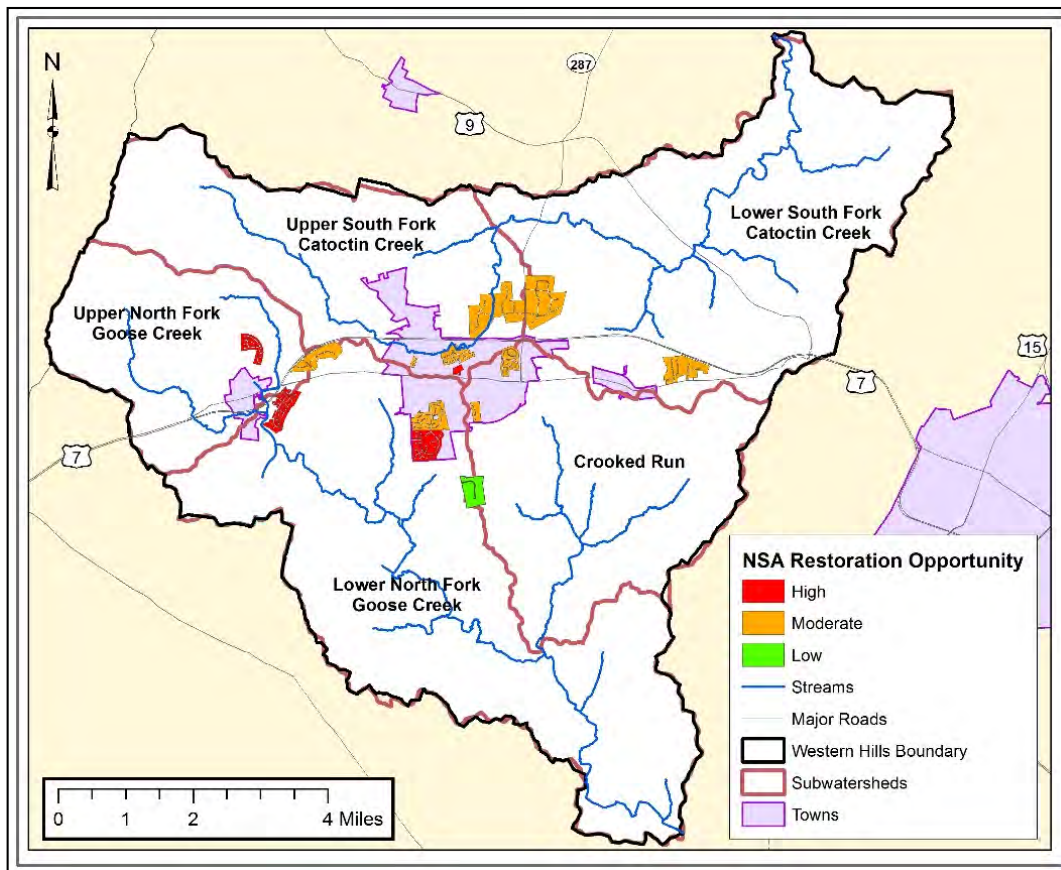 N
287
9
Upper South Fork
Catoctin Creek
Lower South Fork
Catoctin Creek
Upper North Fork
Goose Creek
15
7
7
Crooked Run
Lower North Fork
Goose Creek
NSA Restoration Opportunity
High
Moderate
Low
Streams
Major Roads
Western Hills Boundary
Subwatersheds
Towns
0 1 2 4 Miles